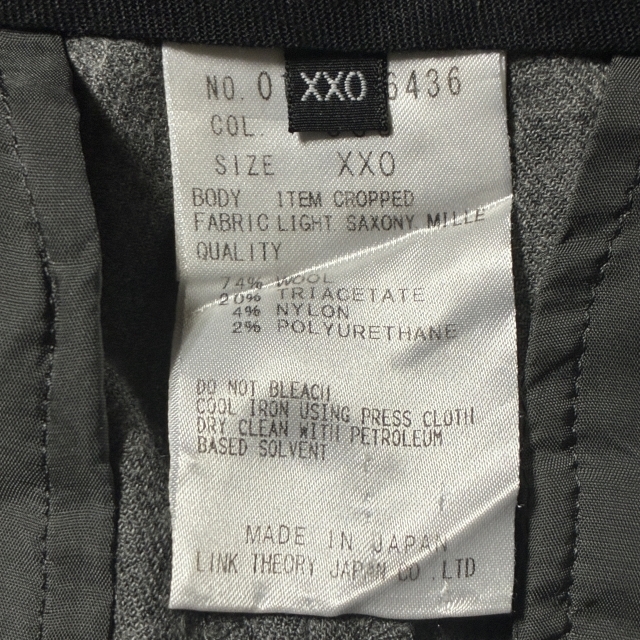 NO. 0
XXO
6436
COL.
SIZE XXO
BODY ITEM CROPPED
FABRIC LIGHT SAXONY MILLE
QUALITY
74% WOOL
20% TRIACETATE
4% NYLON
2% POLYURETHANE
DO NOT BLEACH
COOL IRON USING PRESS CLOTH
DRY CLEAN WITH PETROLEUM
BASED SOLVENT
MADE IN JAPAN
LINK THEORY JAPAN CO.LTD